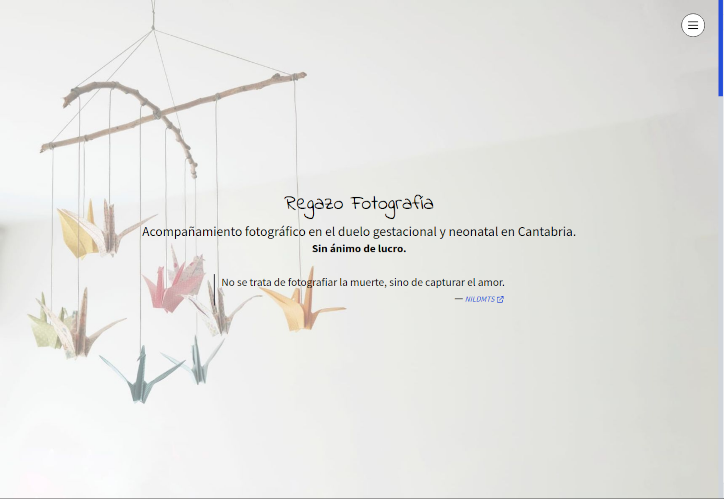 Regazo Fotografía
Acompañamiento fotográfico en el duelo gestacional y neonatal en Cantabria.
Sin ánimo de lucro.
No se trata de fotografiar la muerte, sino de capturar el amor.
— NILDMTS